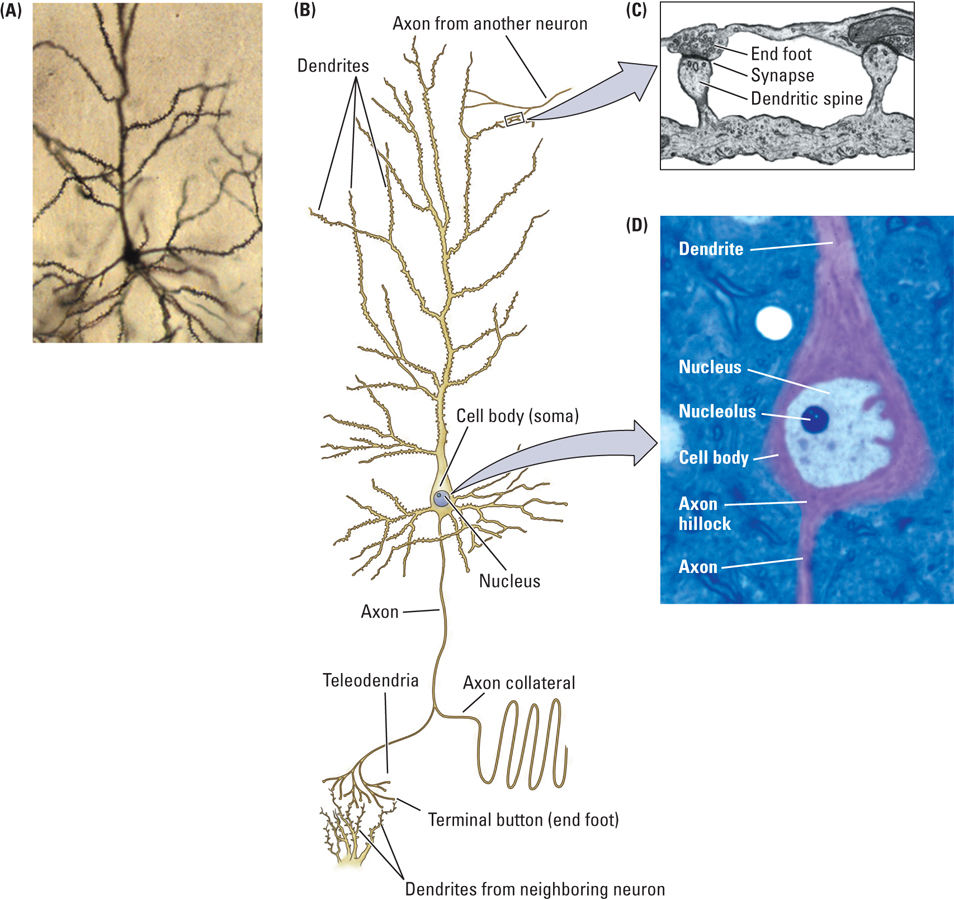 (A)
(B)
Axon from another neuron
Dendrites
Cell body (soma)
Nucleus
Axon
Teleodendria
Axon collateral
Terminal button (end foot)
Dendrites from neighboring neuron
(C)
End foot
Synapse
Dendritic spine
(D)
Dendrite
Nucleus
Nucleolus
Cell body
Axon
hillock
Axon